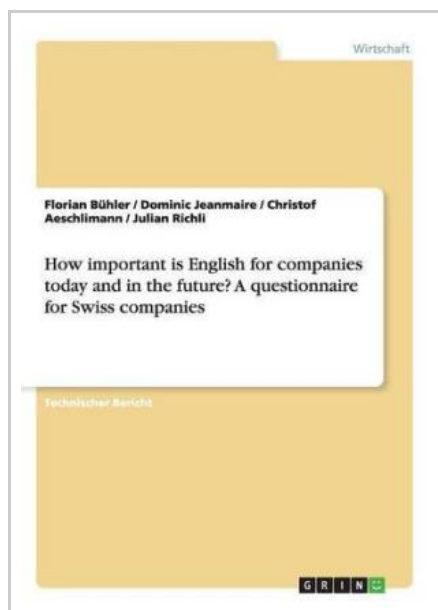 Wirtschaft
Florian Bühler / Dominic Jeanmaire / Christof
Aeschlimann / Julian Richli
How important is English for companies
today and in the future? A questionnaire
for Swiss companies
Technischer Bericht
GRIN